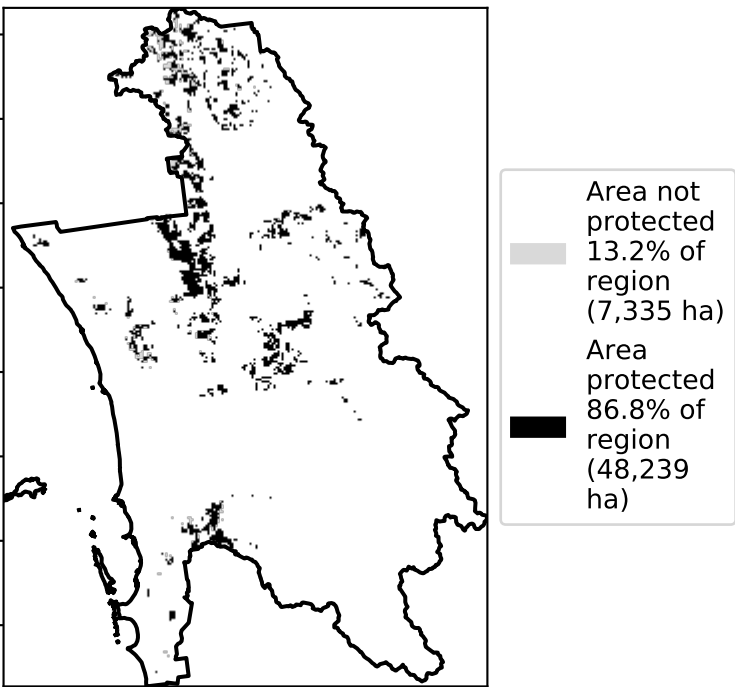 Area not
protected
13.2% of
region
(7,335 ha)
Area
protected
86.8% of
region
(48,239
ha)